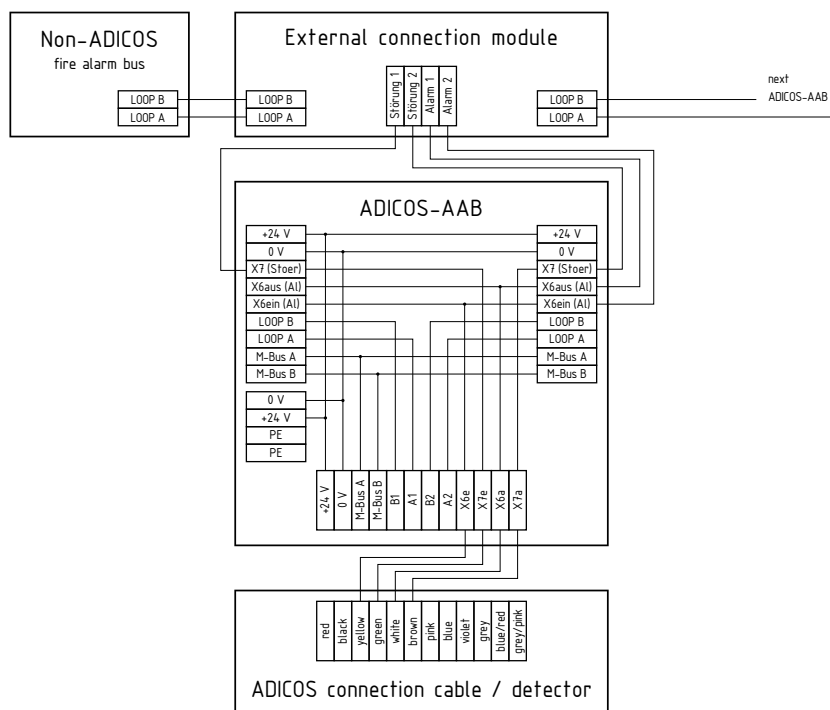 Non-ADICOS
fire alarm bus
LOOP B
LOOP A
External connection module
LOOP B
LOOP A
Störung 1
Störung 2
Alarm 1
Alarm 2
LOOP B
LOOP A
next
ADICOS-AAB
ADICOS-AAB
+24 V
0 V
X7 (Stoer)
X6aus (Al)
X6ein (Al)
LOOP B
LOOP A
M-Bus A
M-Bus B
0 V
+24 V
PE
PE
+24 V
0 V
X7 (Stoer)
X6aus (Al)
X6ein (Al)
LOOP B
LOOP A
M-Bus A
M-Bus B
+24 V
0 V
M-Bus A
M-Bus B
B1
A1
B2
A2
X6e
X7e
X6a
X7a
red
black
yellow
green
white
brown
pink
blue
violet
grey
blue/red
grey/pink
ADICOS connection cable / detector